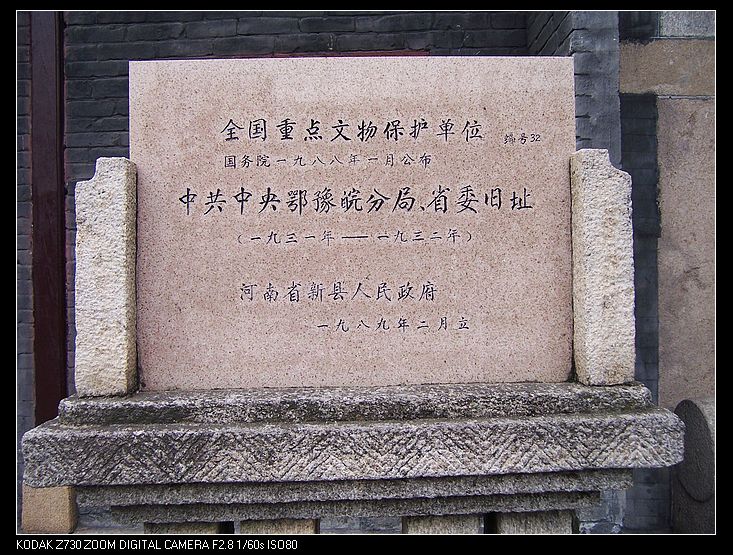 全国重点文物保护单位 编号32
国务院一九八八年一月公布
中共中央鄂豫皖分局、省委旧址
（一九三一年——一九三二年）
河南省新县人民政府
一九八九年二月立
KODAK Z730 ZOOM DIGITAL CAMERA F2.8 1/60s ISO80